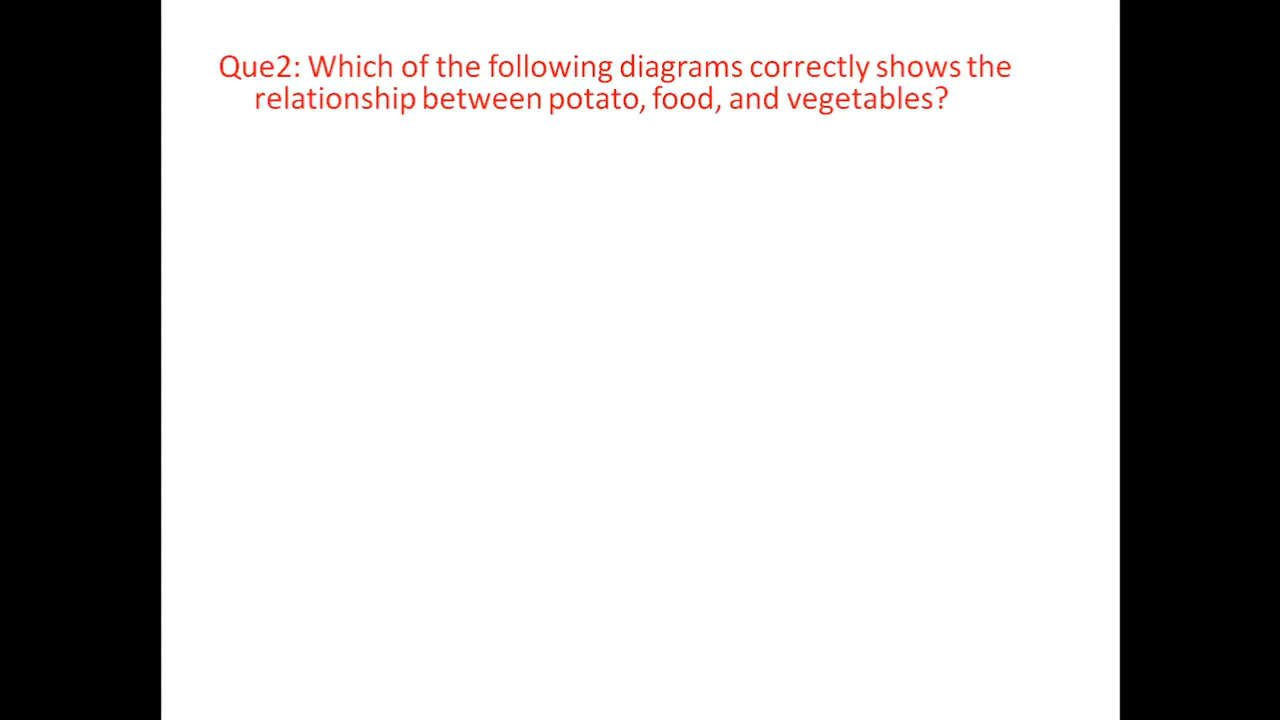 Que2: Which of the following diagrams correctly shows the
relationship between potato, food, and vegetables?